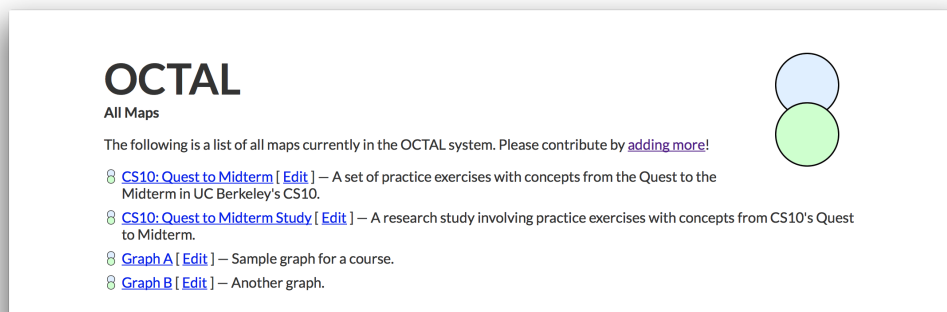 OCTAL
All Maps
The following is a list of all maps currently in the OCTAL system. Please contribute by adding more!
CS10: Quest to Midterm [ Edit ] — A set of practice exercises with concepts from the Quest to the
Midterm in UC Berkeley's CS10.
CS10: Quest to Midterm Study [ Edit ] — A research study involving practice exercises with concepts from CS10's Quest
to Midterm.
Graph A [ Edit ] — Sample graph for a course.
Graph B [ Edit ] — Another graph.